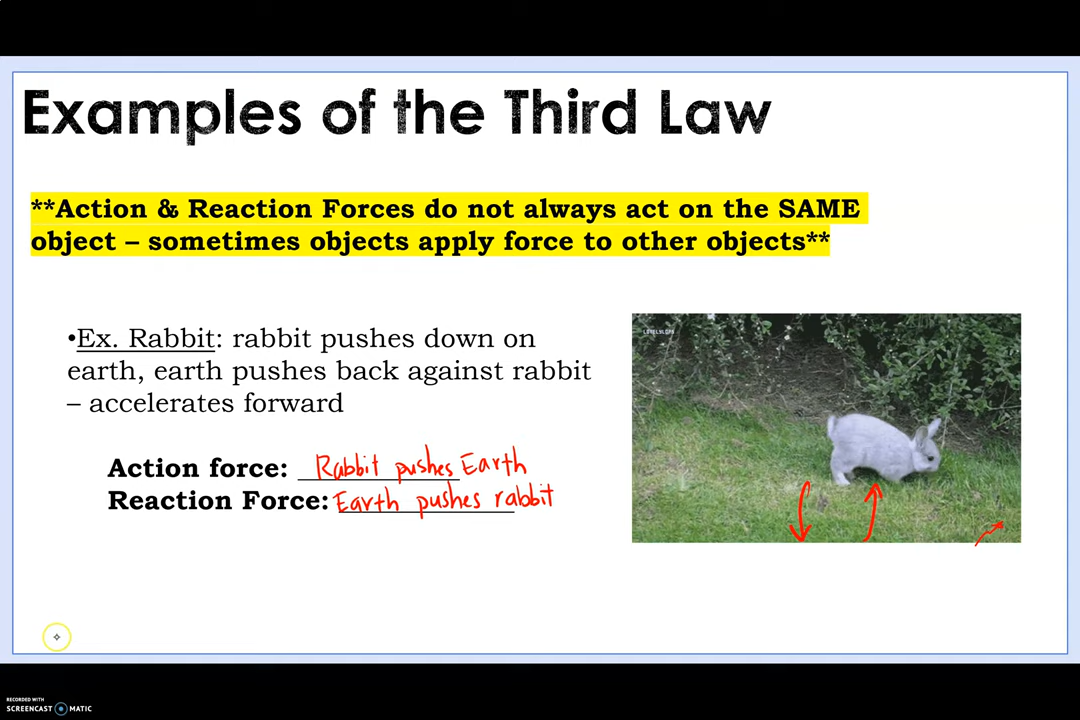 Examples of the Third Law
**Action & Reaction Forces do not always act on the SAME
object – sometimes objects apply force to other objects**
•Ex. Rabbit: rabbit pushes down on
earth, earth pushes back against rabbit
– accelerates forward
Action force: Rabbit pushes Earth
Reaction Force: Earth pushes rabbit
RECORDED WITH
SCREENCAST MATIC